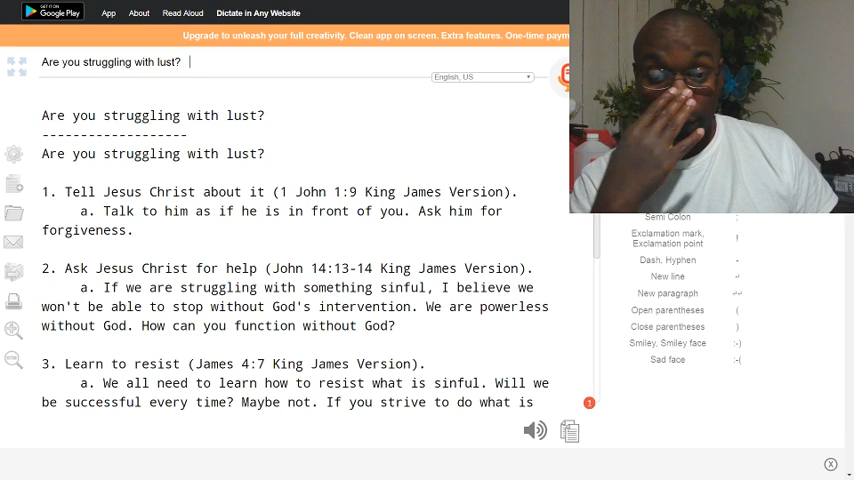 GET IT ON
Google Play
App About Read Aloud Dictate in Any Website
Upgrade to unleash your full creativity. Clean app on screen. Extra features. One-time paym
Are you struggling with lust?
English, US
Are you struggling with lust?
-------------------
Are you struggling with lust?
1. Tell Jesus Christ about it (1 John 1:9 King James Version).
a. Talk to him as if he is in front of you. Ask him for
forgiveness.
2. Ask Jesus Christ for help (John 14:13-14 King James Version).
a. If we are struggling with something sinful, I believe we
won't be able to stop without God's intervention. We are powerless
without God. How can you function without God?
3. Learn to resist (James 4:7 King James Version).
a. We all need to learn how to resist what is sinful. Will we
be successful every time? Maybe not. If you strive to do what is
Semi Colon ;
Exclamation mark,
Exclamation point !
Dash, Hyphen -
New line ↵
New paragraph ↵↵
Open parentheses (
Close parentheses )
Smiley, Smiley face :-)
Sad face :-(
1
X